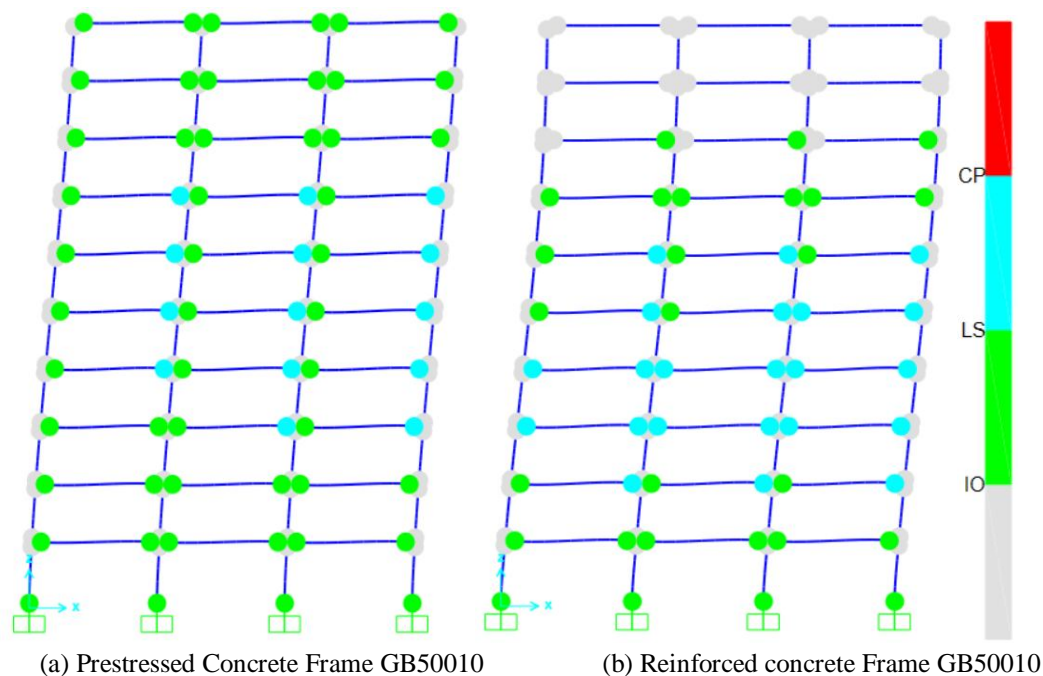 CP
LS
IO
z
x
z
x
(a) Prestressed Concrete Frame GB50010
(b) Reinforced concrete Frame GB50010